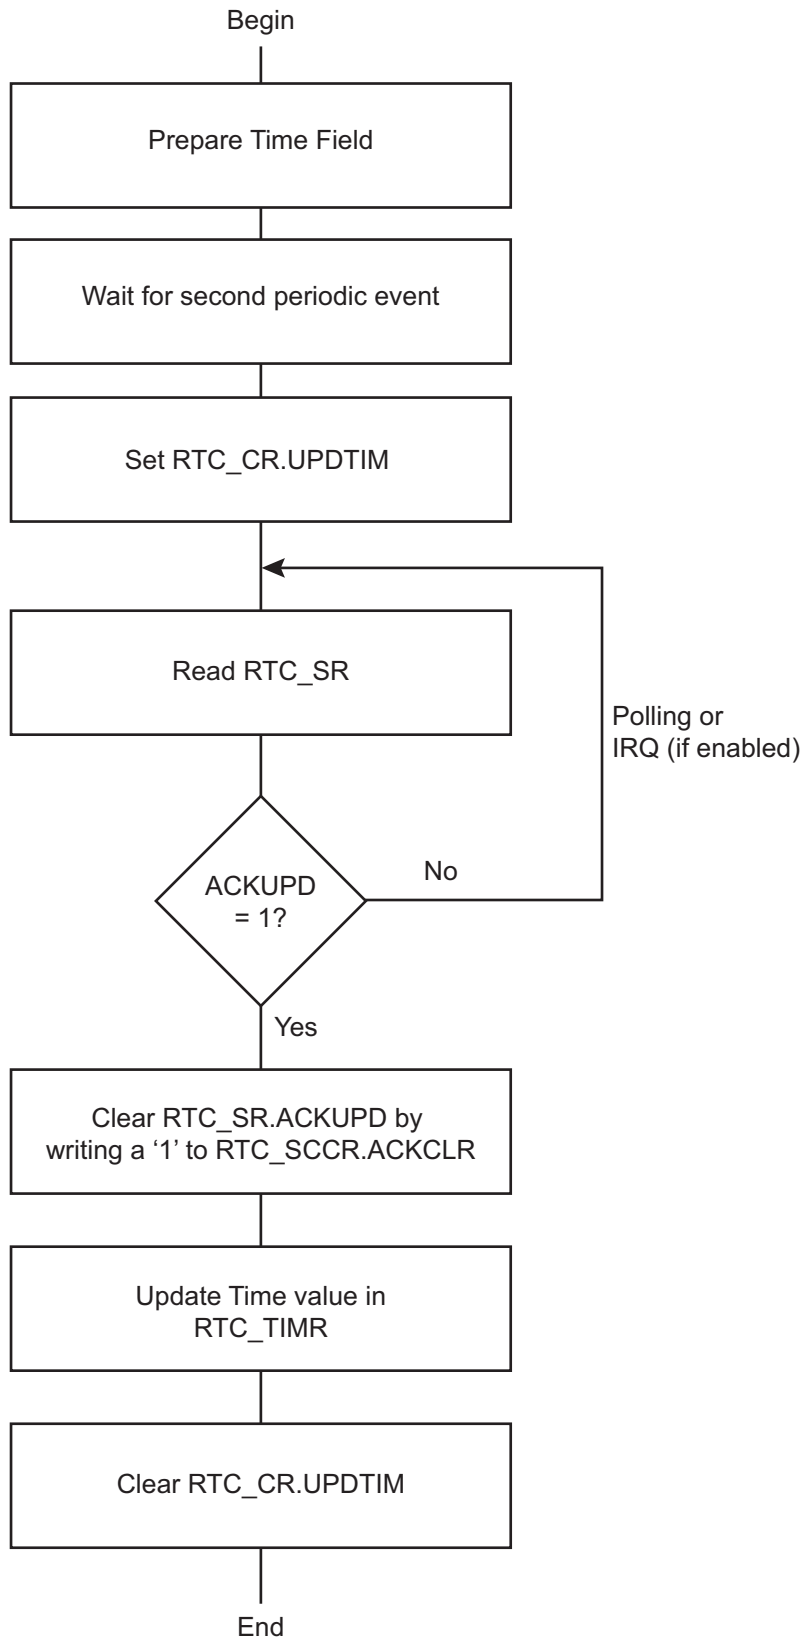 Begin
Prepare Time Field
Wait for second periodic event
Set RTC_CR.UPDTIM
Read RTC_SR
Polling or
IRQ (if enabled)
ACKUPD
= 1?
No
Yes
Clear RTC_SR.ACKUPD by
writing a ‘1’ to RTC_SCCR.ACKCLR
Update Time value in
RTC_TIMR
Clear RTC_CR.UPDTIM
End